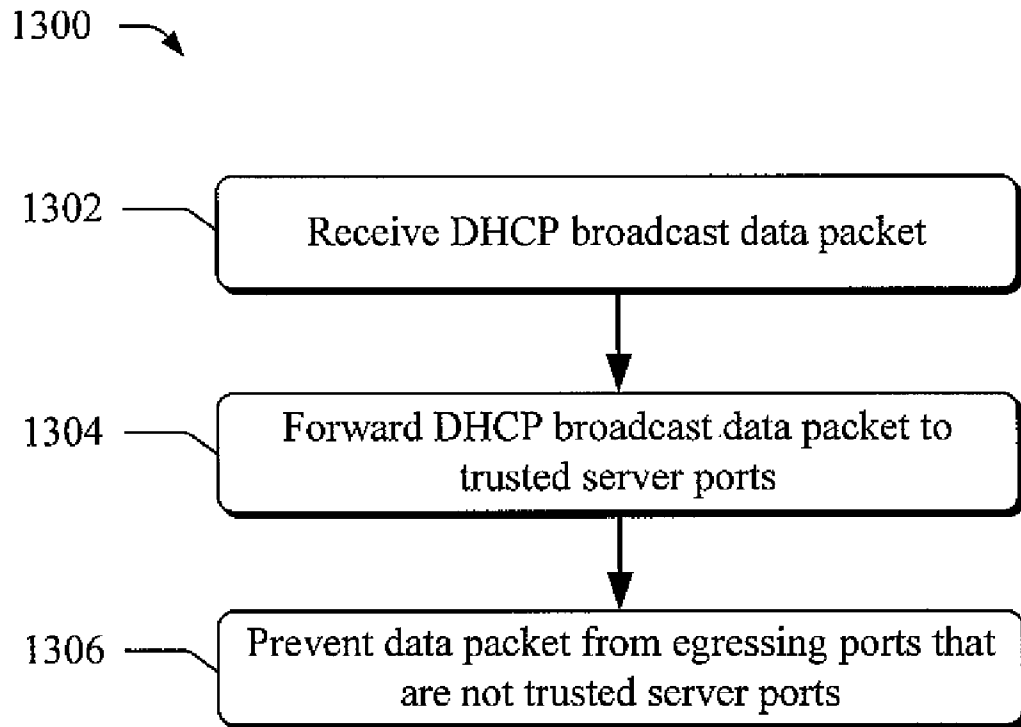 1300
1302
Receive DHCP broadcast data packet
1304
Forward DHCP broadcast data packet to
trusted server ports
1306
Prevent data packet from egressing ports that
are not trusted server ports